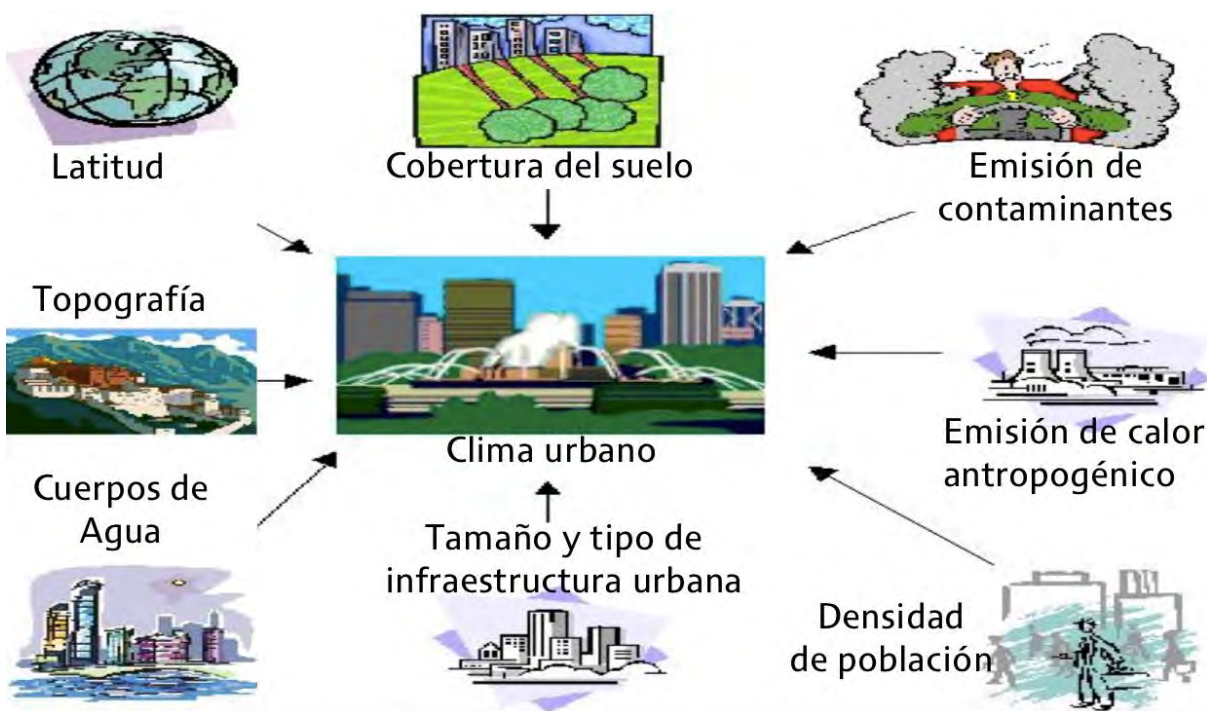 Latitud
Cobertura del suelo
Emisión de
contaminantes
Topografía
Clima urbano
Emisión de calor
antropogénico
Cuerpos de
Agua
Tamaño y tipo de
infraestructura urbana
Densidad
de población